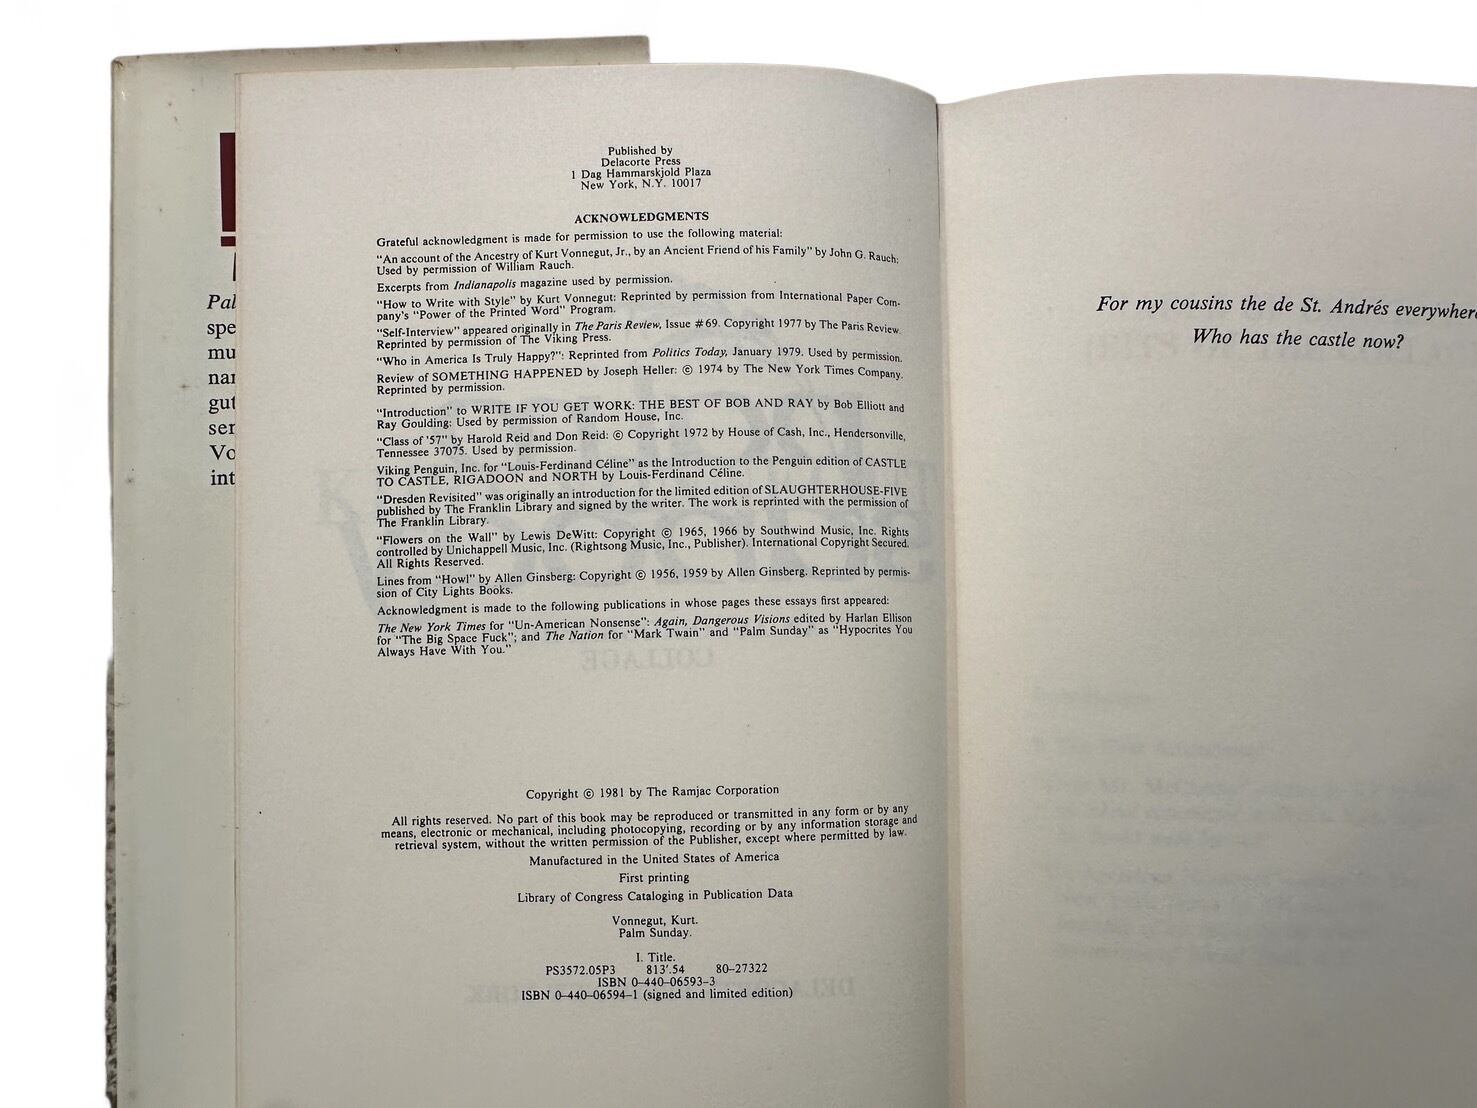 Pal
spe
mu
nar
gut
ser
Vo
int
Published by
Delacorte Press
1 Dag Hammarskjold Plaza
New York, N.Y. 10017
ACKNOWLEDGMENTS
Grateful acknowledgment is made for permission to use the following material:
"An account of the Ancestry of Kurt Vonnegut, Jr., by an Ancient Friend of his Family" by John G. Rauch:
Used by permission of William Rauch.
Excerpts from Indianapolis magazine used by permission.
"How to Write with Style" by Kurt Vonnegut: Reprinted by permission from International Paper Com-
pany's "Power of the Printed Word" Program.
"Self-Interview" appeared originally in The Paris Review, Issue #69. Copyright 1977 by The Paris Review.
Reprinted by permission of The Viking Press.
"Who in America Is Truly Happy?": Reprinted from Politics Today, January 1979. Used by permission.
Review of SOMETHING HAPPENED by Joseph Heller: © 1974 by The New York Times Company.
Reprinted by permission.
"Introduction" to WRITE IF YOU GET WORK: THE BEST OF BOB AND RAY by Bob Elliott and
Ray Goulding: Used by permission of Random House, Inc.
"Class of '57" by Harold Reid and Don Reid: © Copyright 1972 by House of Cash, Inc., Hendersonville,
Tennessee 37075. Used by permission.
Viking Penguin, Inc. for "Louis-Ferdinand Céline" as the Introduction to the Penguin edition of CASTLE
TO CASTLE, RIGADOON and NORTH by Louis-Ferdinand Céline.
"Dresden Revisited" was originally an introduction for the limited edition of SLAUGHTERHOUSE-FIVE
published by The Franklin Library and signed by the writer. The work is reprinted with the permission of
The Franklin Library.
"Flowers on the Wall" by Lewis DeWitt: Copyright © 1965, 1966 by Southwind Music, Inc. Rights
controlled by Unichappell Music, Inc. (Rightsong Music, Inc., Publisher). International Copyright Secured.
All Rights Reserved.
Lines from "Howl" by Allen Ginsberg: Copyright © 1956, 1959 by Allen Ginsberg. Reprinted by permis-
sion of City Lights Books.
Acknowledgment is made to the following publications in whose pages these essays first appeared:
The New York Times for "Un-American Nonsense": Again, Dangerous Visions edited by Harlan Ellison
for "The Big Space Fuck"; and The Nation for "Mark Twain" and "Palm Sunday" as "Hypocrites You
Always Have With You."
Copyright © 1981 by The Ramjac Corporation
All rights reserved. No part of this book may be reproduced or transmitted in any form or by any
means, electronic or mechanical, including photocopying, recording or by any information storage and
retrieval system, without the written permission of the Publisher, except where permitted by law.
Manufactured in the United States of America
First printing
Library of Congress Cataloging in Publication Data
Vonnegut, Kurt.
Palm Sunday.
I. Title.
PS3572.05P3 813'.54 80-27322
ISBN 0-440-06593-3
ISBN 0-440-06594-1 (signed and limited edition)
For my cousins the de St. Andrés everywhere
Who has the castle now?